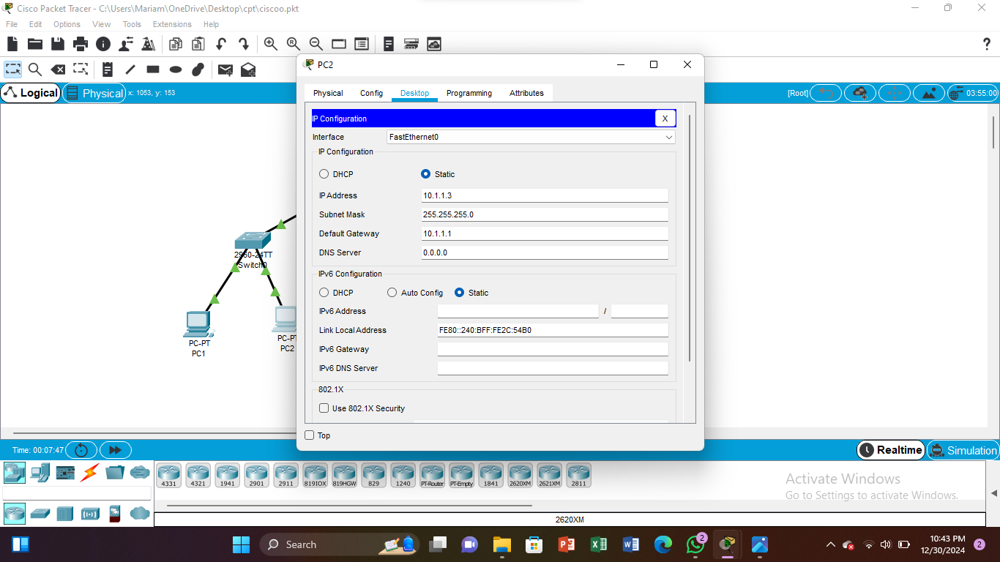 Cisco Packet Tracer - C:\Users\Mariam\OneDrive\Desktop\cpt\ciscoo.pkt
File Edit Options View Tools Extensions Help
PC2
Logical Physical x: 1053, y: 153 [Root] 03:55:00
Physical Config Desktop Programming Attributes
IP Configuration X
Interface FastEthernet0
IP Configuration
DHCP Static
IP Address 10.1.1.3
Subnet Mask 255.255.255.0
Default Gateway 10.1.1.1
DNS Server 0.0.0.0
IPv6 Configuration
DHCP Auto Config Static
IPv6 Address /
Link Local Address FE80::240:BFF:FE2C:54B0
IPv6 Gateway
IPv6 DNS Server
802.1X
Use 802.1X Security
Top
2960-24TT
Switch0
PC-PT
PC1
PC-PT
PC2
Time: 00:07:47 Realtime Simulation
4331 4321 1941 2901 2911 819IOX 819HGW 829 1240 PT-Router PT-Empty 1841 2620XM 2621XM 2811
Activate Windows
Go to Settings to activate Windows.
2620XM
Search
2
10:43 PM
12/30/2024
2